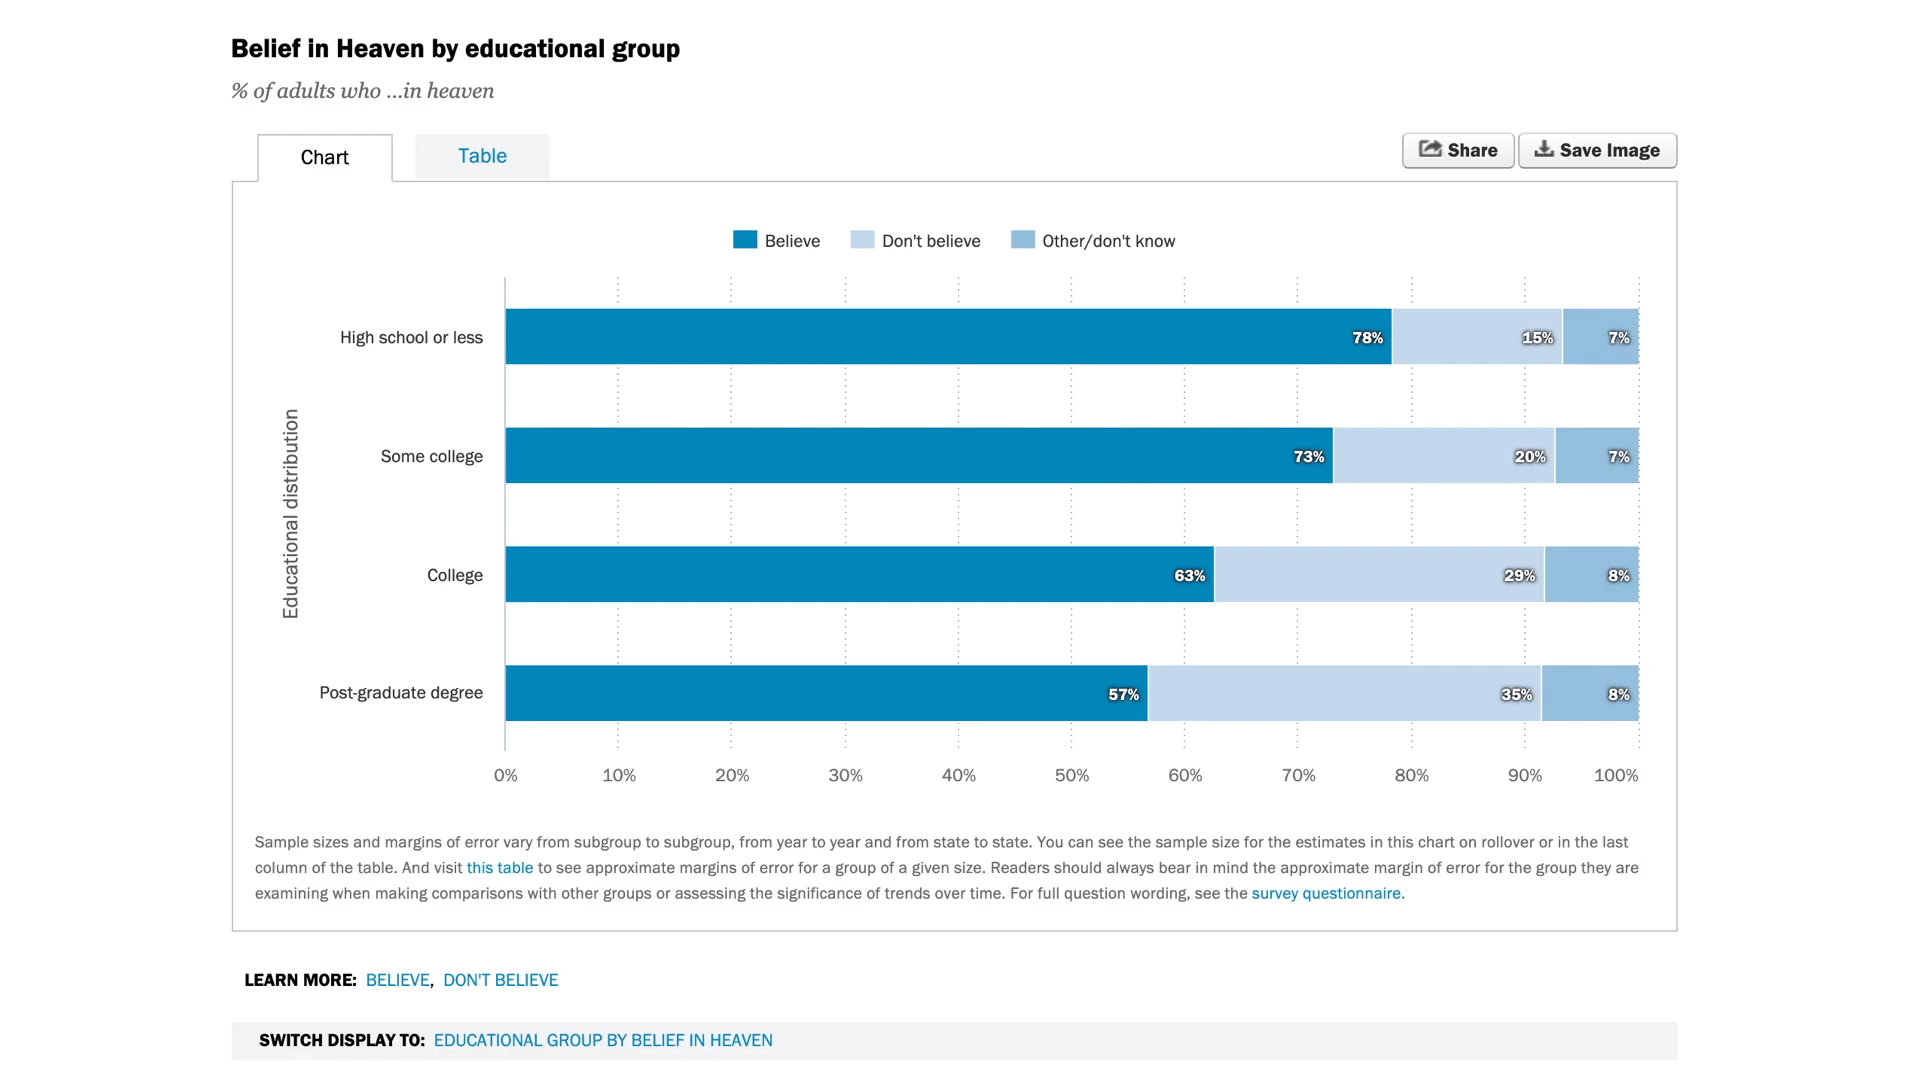 Belief in Heaven by educational group
% of adults who ...in heaven
Chart
Table
Share
Save Image
Believe
Don't believe
Other/don't know
Educational distribution
High school or less
78%
15%
7%
Some college
73%
20%
7%
College
63%
29%
8%
Post-graduate degree
57%
35%
8%
0%
10%
20%
30%
40%
50%
60%
70%
80%
90%
100%
Sample sizes and margins of error vary from subgroup to subgroup, from year to year and from state to state. You can see the sample size for the estimates in this chart on rollover or in the last
column of the table. And visit this table to see approximate margins of error for a group of a given size. Readers should always bear in mind the approximate margin of error for the group they are
examining when making comparisons with other groups or assessing the significance of trends over time. For full question wording, see the survey questionnaire.
LEARN MORE: BELIEVE, DON'T BELIEVE
SWITCH DISPLAY TO: EDUCATIONAL GROUP BY BELIEF IN HEAVEN